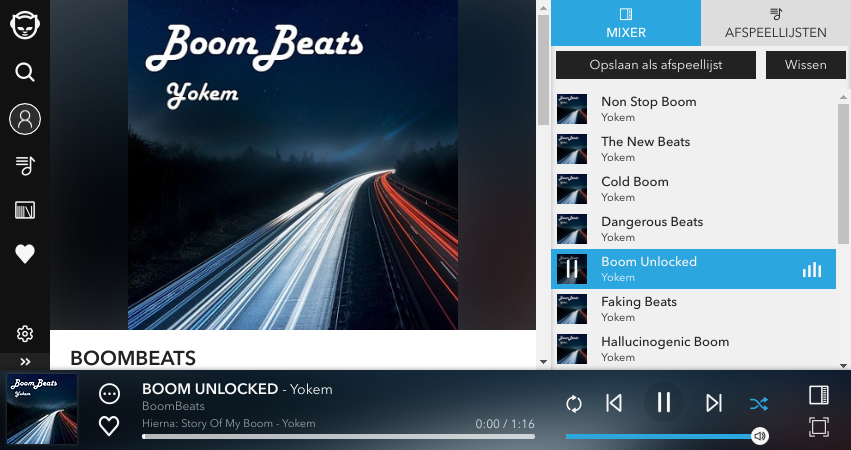 Boom Beats
Yokem
BOOMBEATS
MIXER
AFSPEELLIJSTEN
Opslaan als afspeellijst
Wissen
Non Stop Boom
Yokem
The New Beats
Yokem
Cold Boom
Yokem
Dangerous Beats
Yokem
Boom Unlocked
Yokem
Faking Beats
Yokem
Hallucinogenic Boom
Yokem
Boom Beats
Yokem
BOOM UNLOCKED - Yokem
BoomBeats
Hierna: Story Of My Boom - Yokem
0:00 / 1:16